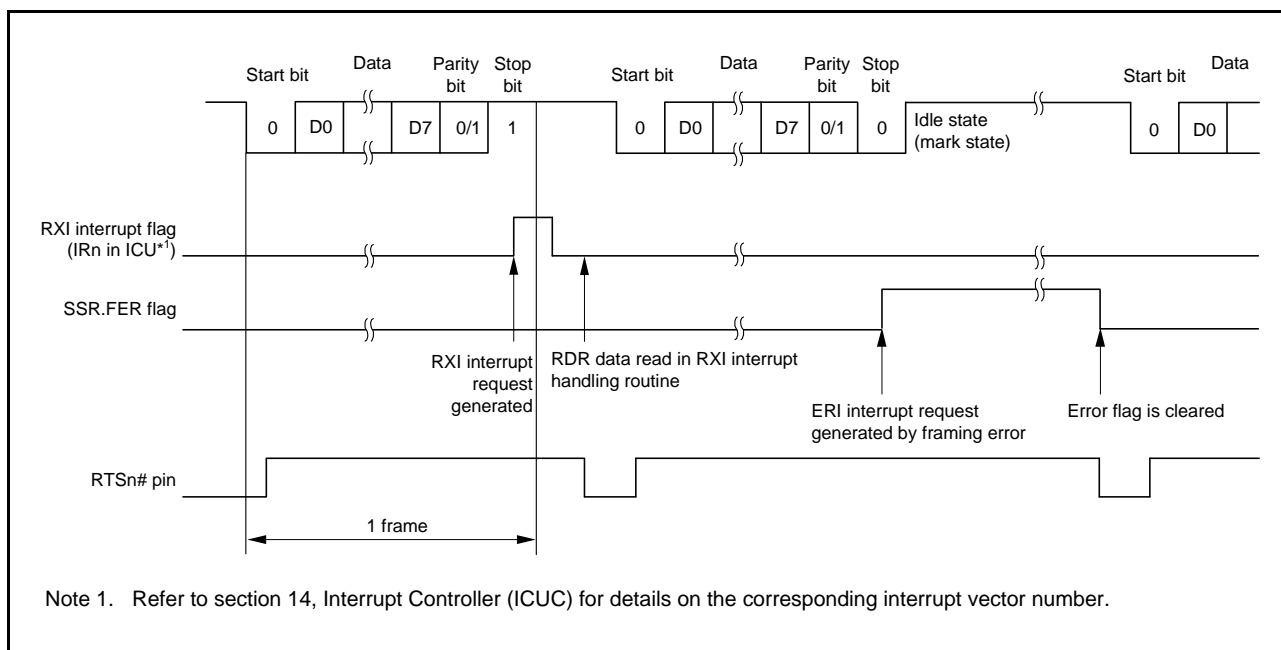 Start bit
Data
Parity
bit
Stop
bit
Start bit
Data
Parity
bit
Stop
bit
Start bit
Data
0
D0
D7
0/1
1
0
D0
D7
0/1
0
Idle state
(mark state)
0
D0
RXI interrupt flag
(IRn in ICU*1)
SSR.FER flag
RXI interrupt
request
generated
RDR data read in RXI interrupt
handling routine
ERI interrupt request
generated by framing error
Error flag is cleared
RTSn# pin
1 frame
Note 1. Refer to section 14, Interrupt Controller (ICUC) for details on the corresponding interrupt vector number.